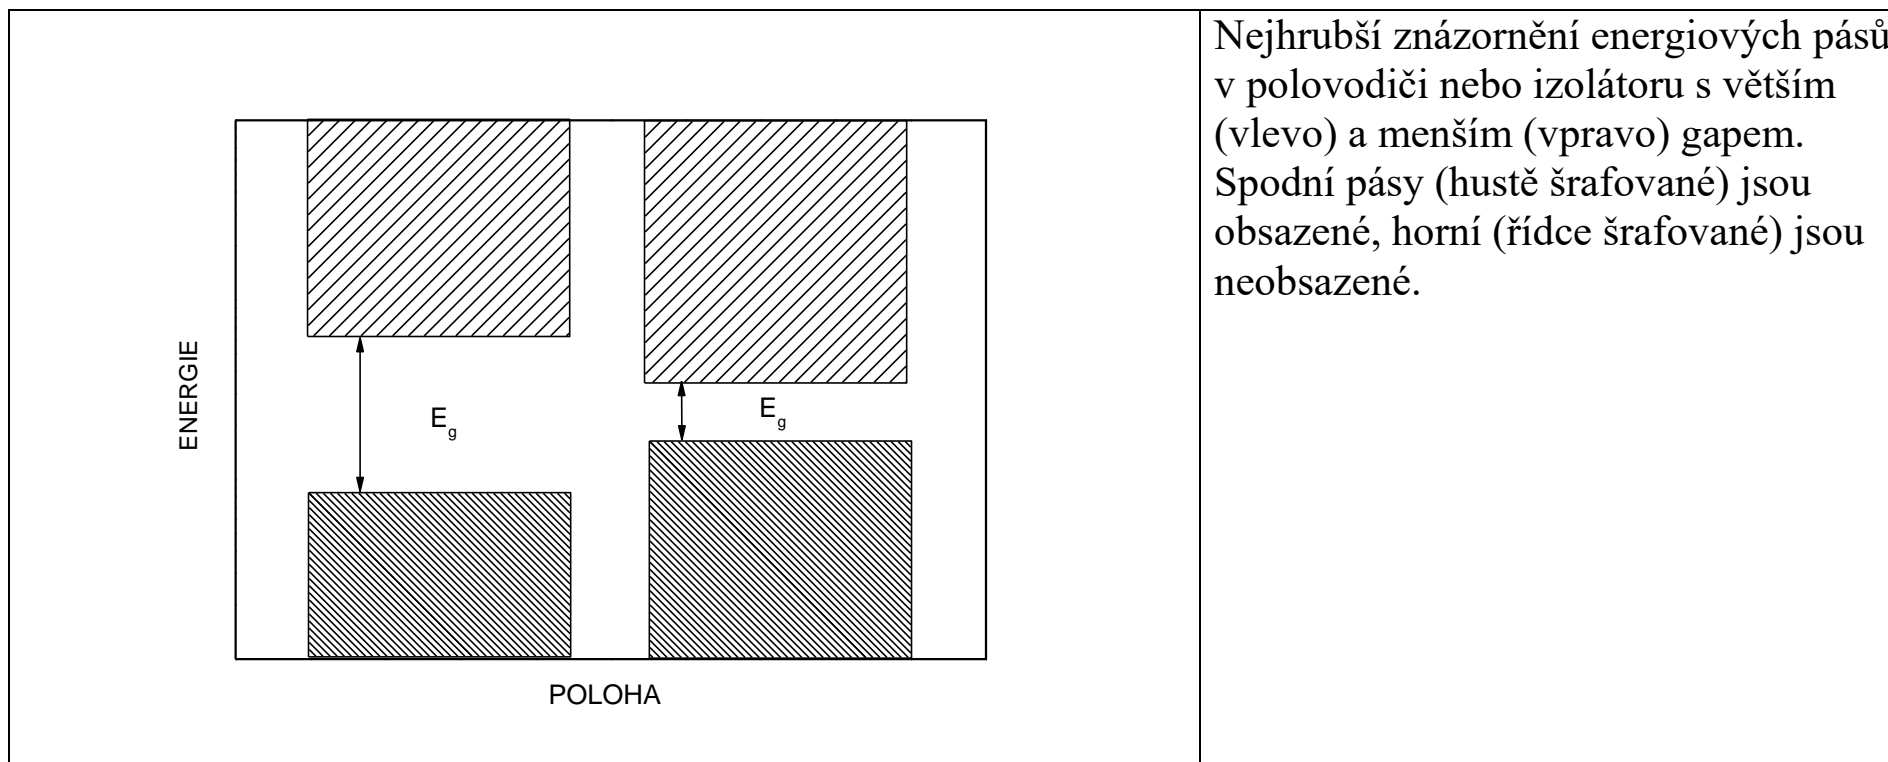 Nejhrubší znázornění energiových pásů
v polovodiči nebo izolátoru s větším
(vlevo) a menším (vpravo) gapem.
Spodní pásy (hustě šrafované) jsou
obsazené, horní (řídce šrafované) jsou
neobsazené.
ENERGIE
E_g
E_g
POLOHA